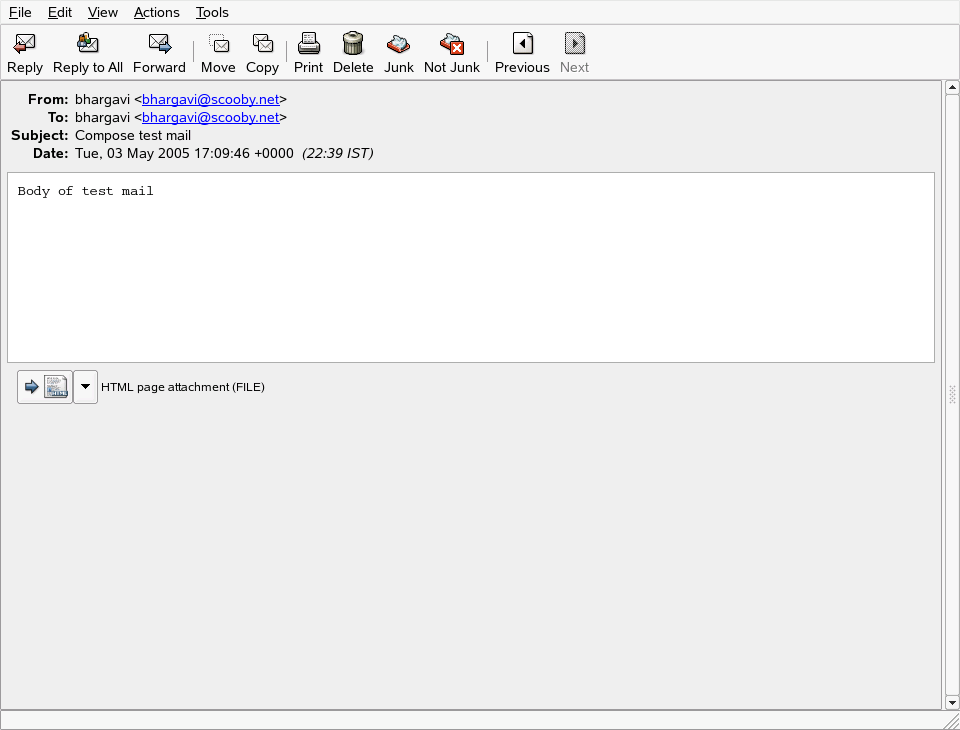 File Edit View Actions Tools
Reply Reply to All Forward Move Copy Print Delete Junk Not Junk Previous Next
From: bhargavi <bhargavi@scooby.net>
To: bhargavi <bhargavi@scooby.net>
Subject: Compose test mail
Date: Tue, 03 May 2005 17:09:46 +0000 (22:39 IST)
Body of test mail
HTML page attachment (FILE)